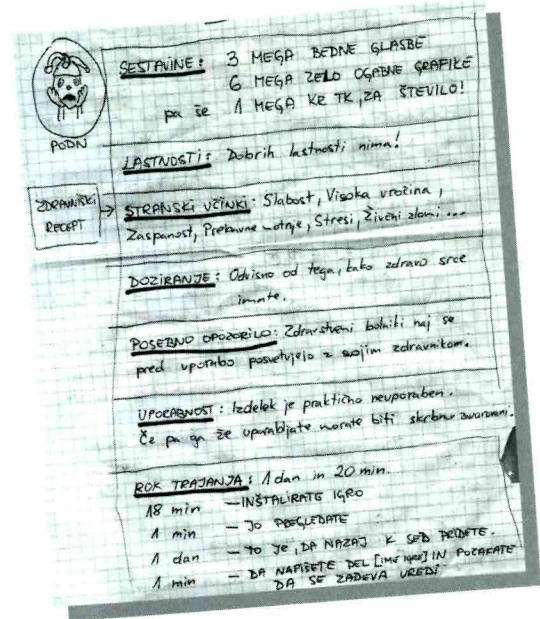 SESTAVINE: 3 MEGA BEDNE GLASBE
6 MEGA ZELO OGABNE GRAFIKE
pa še 1 MEGA KR TK, ZA ŠTEVILO!
PODN
LASTNOSTI: Dobrih lastnosti nima!
ZDRAVNIŠKI
RECEPT
STRANSKI UČINKI: Slabost, Visoka vročina,
Zaspanost, Prebavne motnje, Stresi, Živčni zlomi ...
DOZIRANJE: Odvisno od tega, kako zdravo srce
imate.
POSEBNO OPOZORILO: Zdravstveni bolniki naj se
pred uporabo posvetujejo z svojim zdravnikom.
UPORABNOST: Izdelek je praktično neuporaben.
Če pa ga že uporabljate morate biti skrbno zavarovani.
ROK TRAJANJA: 1 dan in 20 min.
18 min - INŠTALIRATE IGRO
1 min - JO PREGLEDATE
1 dan - TO JE, DA NAZAJ K SEB PRIDETE.
1 min - DA NAPIŠETE DEL [IME IGRE] IN POČAKATE
DA SE ZADEVA UREDI